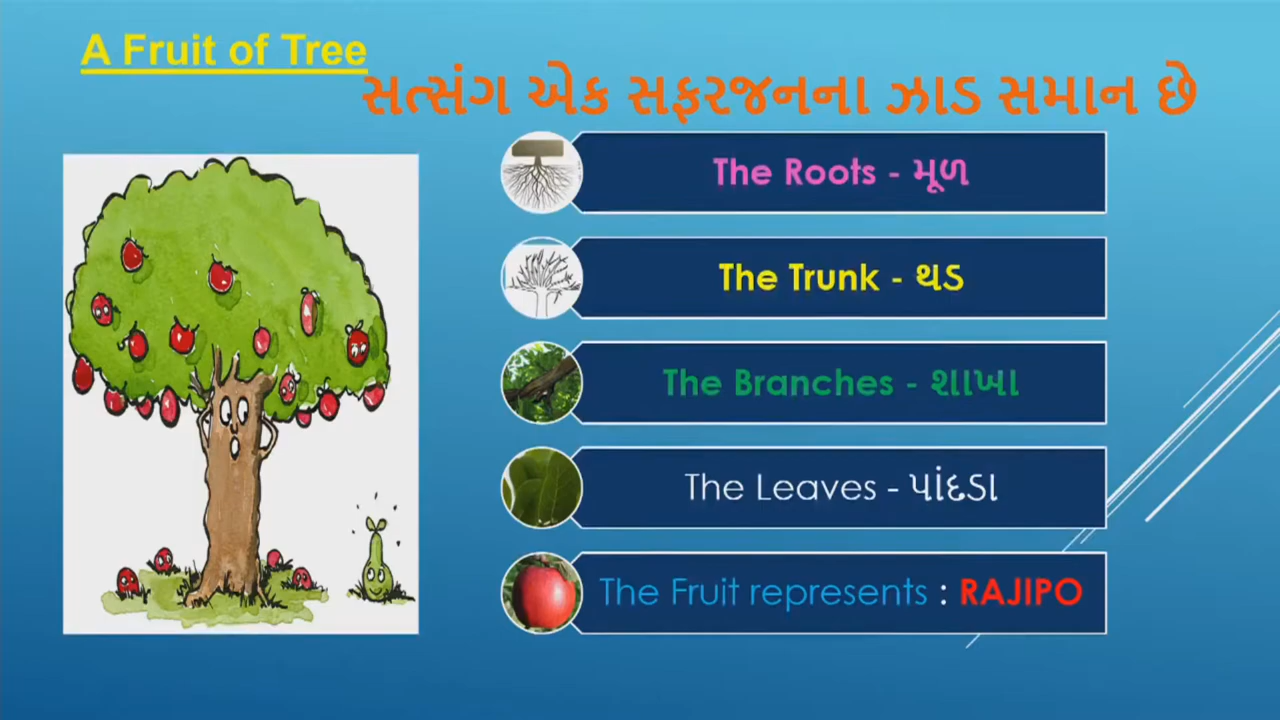 A Fruit of Tree
સત્સંગ એક સફરજનના ઝાડ સમાન છે
The Roots - મૂળ
The Trunk - થડ
The Branches - શાખા
The Leaves - પાંદડા
The Fruit represents : RAJIPO